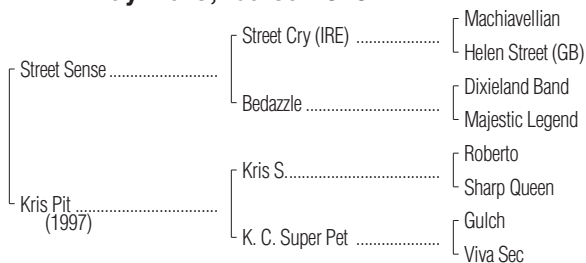 Machiavellian
Street Cry (IRE) ....................
Helen Street (GB)
Street Sense ..........................
Dixieland Band
Bedazzle ................................
Majestic Legend
Roberto
Kris S.....................................
Sharp Queen
Kris Pit ..................................
(1997)
Gulch
K. C. Super Pet ....................
Viva Sec